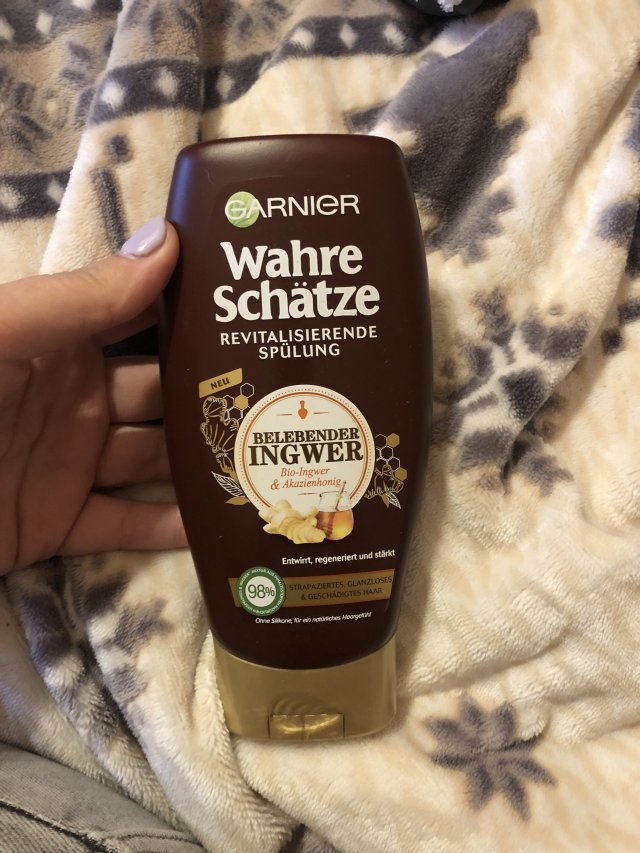 GARNIER
Wahre
Schätze
REVITALISIERENDE
SPÜLUNG
NEU
BELEBENDER
INGWER
Bio-Ingwer
& Akazienhonig
Entwirrt, regeneriert und stärkt
98%
STRAPAZIERTES, GLANZLOSES
& GESCHÄDIGTES HAAR
Ohne Silikone, für ein natürliches Haargefühl